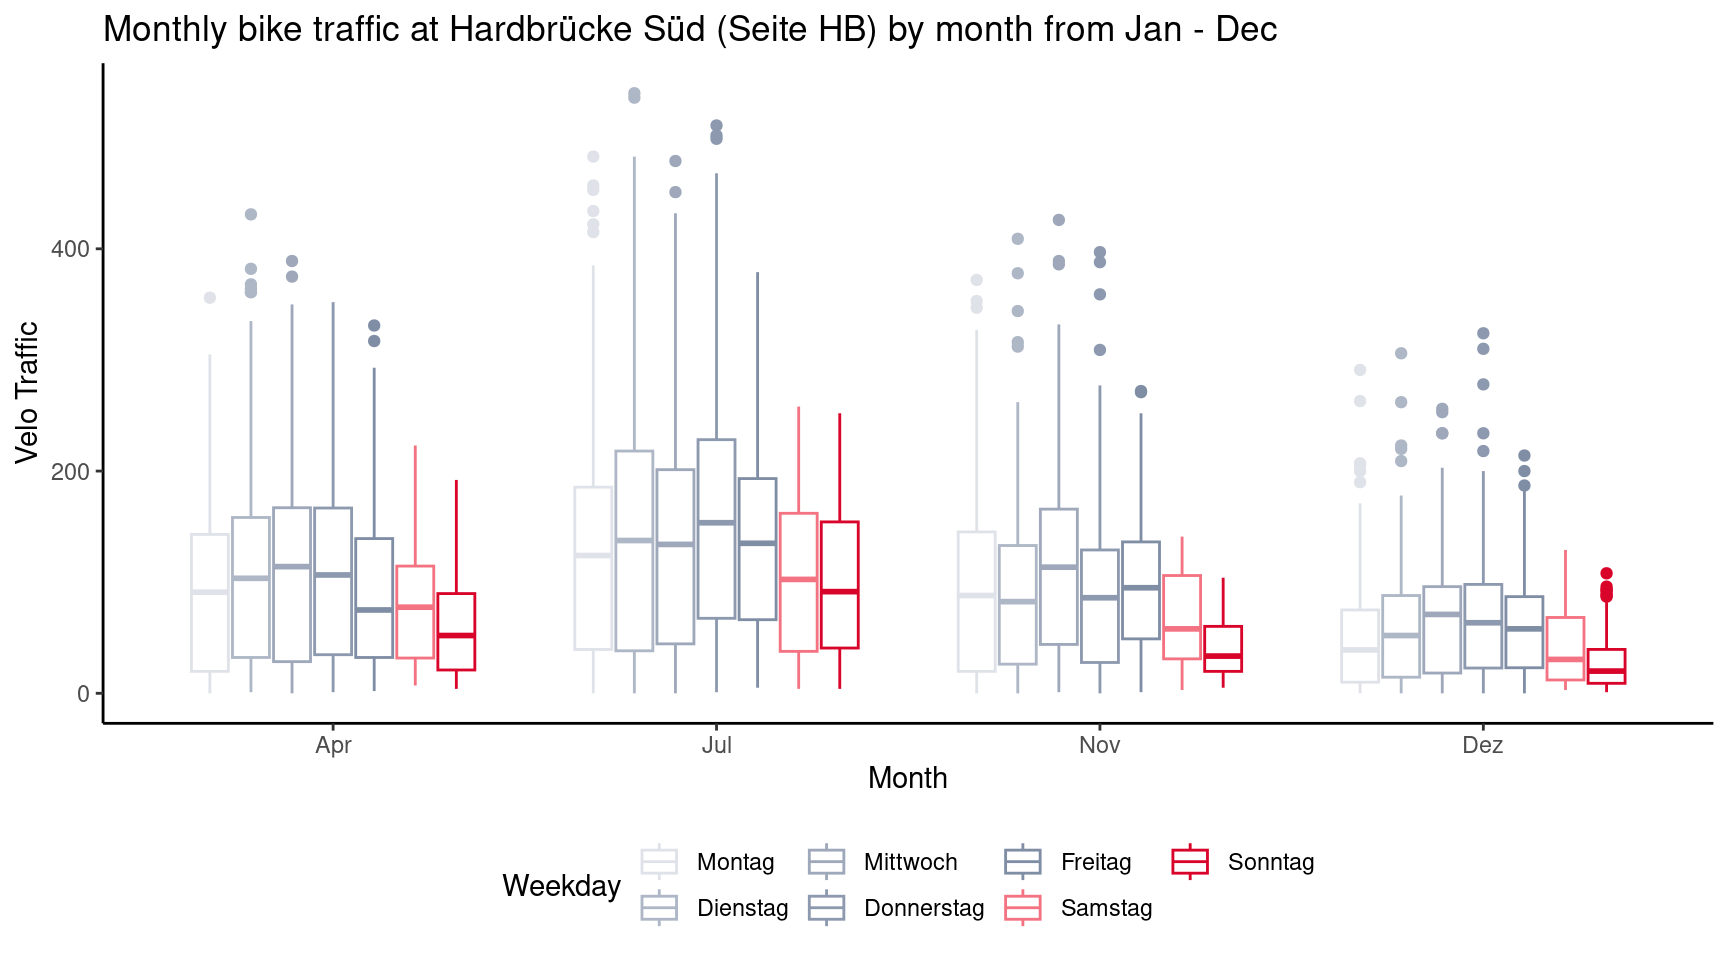 Monthly bike traffic at Hardbrücke Süd (Seite HB) by month from Jan - Dec
Velo Traffic
400
200
0
Apr Jul Nov Dez
Month
Weekday
Montag Mittwoch Freitag Sonntag
Dienstag Donnerstag Samstag